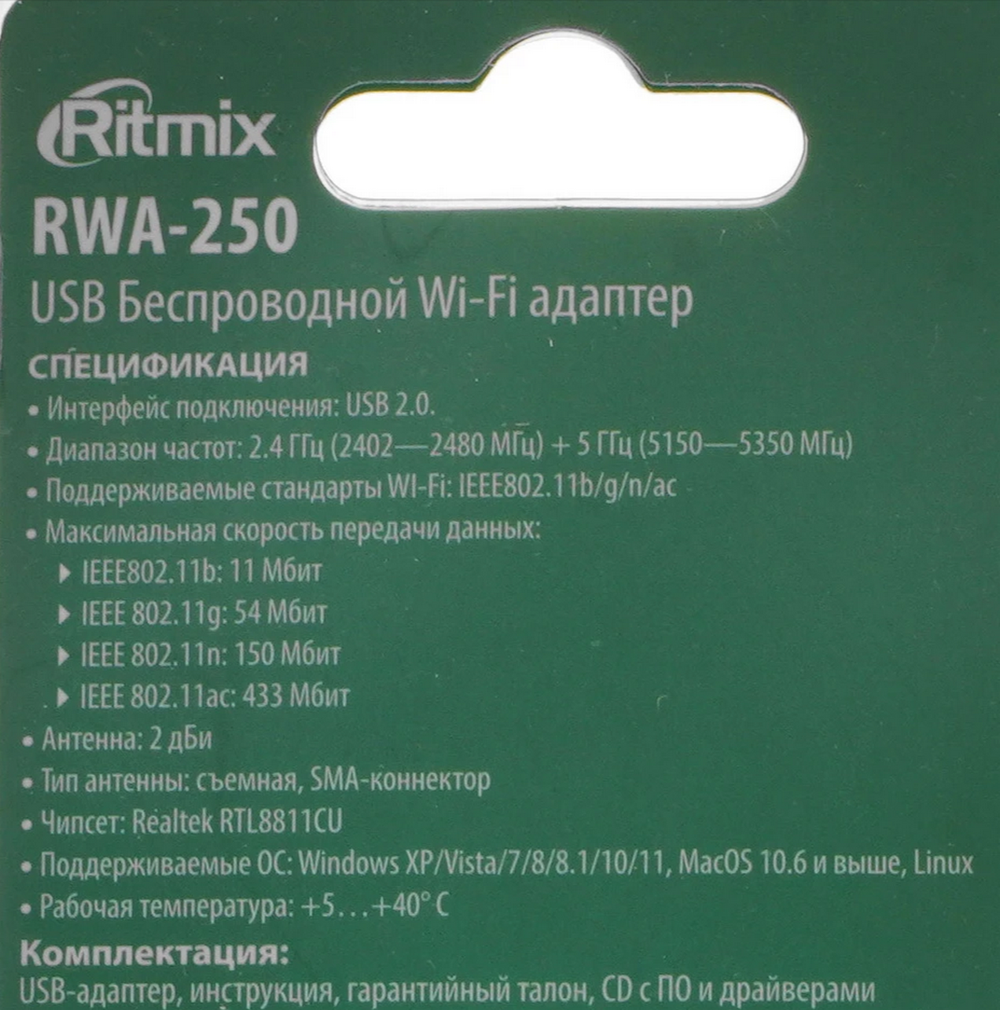 Ritmix
RWA-250
USB Беспроводной Wi-Fi адаптер
СПЕЦИФИКАЦИЯ
• Интерфейс подключения: USB 2.0.
• Диапазон частот: 2.4 ГГц (2402—2480 МГц) + 5 ГГц (5150—5350 МГц)
• Поддерживаемые стандарты WI-Fi: IEEE802.11b/g/n/ac
• Максимальная скорость передачи данных:
IEEE802.11b: 11 Мбит
IEEE 802.11g: 54 Мбит
IEEE 802.11n: 150 Мбит
IEEE 802.11ac: 433 Мбит
• Антенна: 2 дБи
• Тип антенны: съемная, SMA-коннектор
• Чипсет: Realtek RTL8811CU
• Поддерживаемые ОС: Windows XP/Vista/7/8/8.1/10/11, MacOS 10.6 и выше, Linux
• Рабочая температура: +5…+40° C
Комплектация:
USB-адаптер, инструкция, гарантийный талон, CD с ПО и драйверами